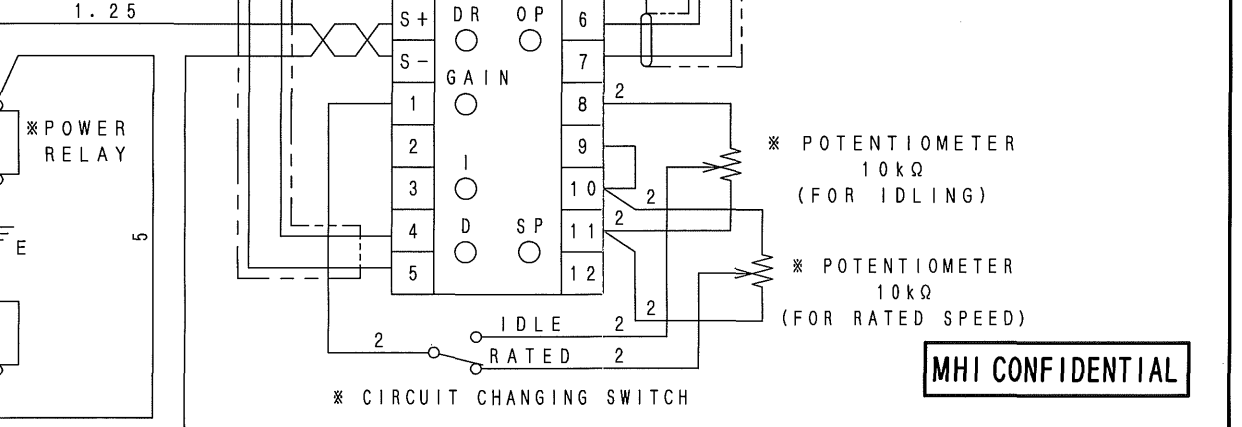 1.25
S+
DR
OP
6
S-
7
GAIN
1
8
2
※POWER
RELAY
2
9
※ POTENTIOMETER
10kΩ
(FOR IDLING)
I
3
10
2
D
SP
4
11
2
E
5
5
12
※ POTENTIOMETER
10kΩ
(FOR RATED SPEED)
2
IDLE
2
2
RATED
2
※ CIRCUIT CHANGING SWITCH
MHI CONFIDENTIAL